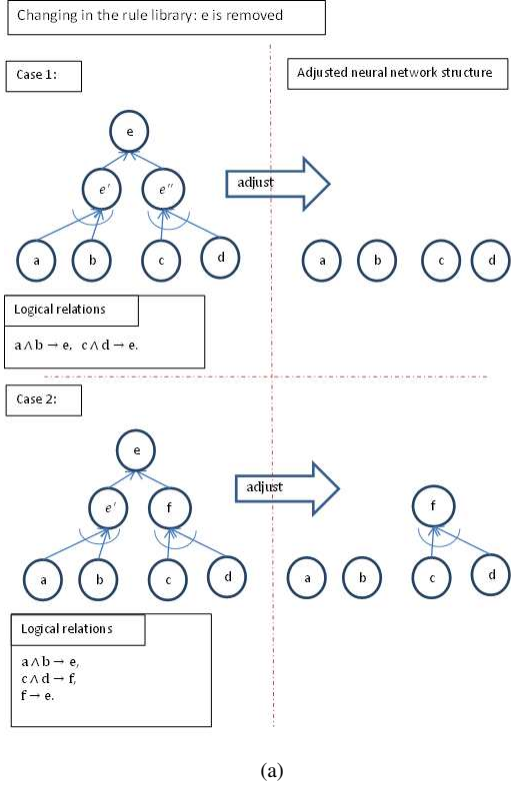 Changing in the rule library: e is removed
Case 1:
Adjusted neural network structure
e
e′ e″
adjust
a b c d
a b c d
Logical relations
a∧b → e, c∧d → e.
Case 2:
e
adjust
e′ f
f
a b c d
a b c d
Logical relations
a∧b → e,
c∧d → f,
f → e.
(a)